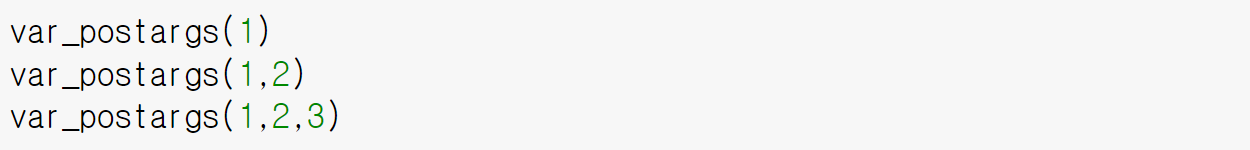 var_postargs(1)
var_postargs(1,2)
var_postargs(1,2,3)